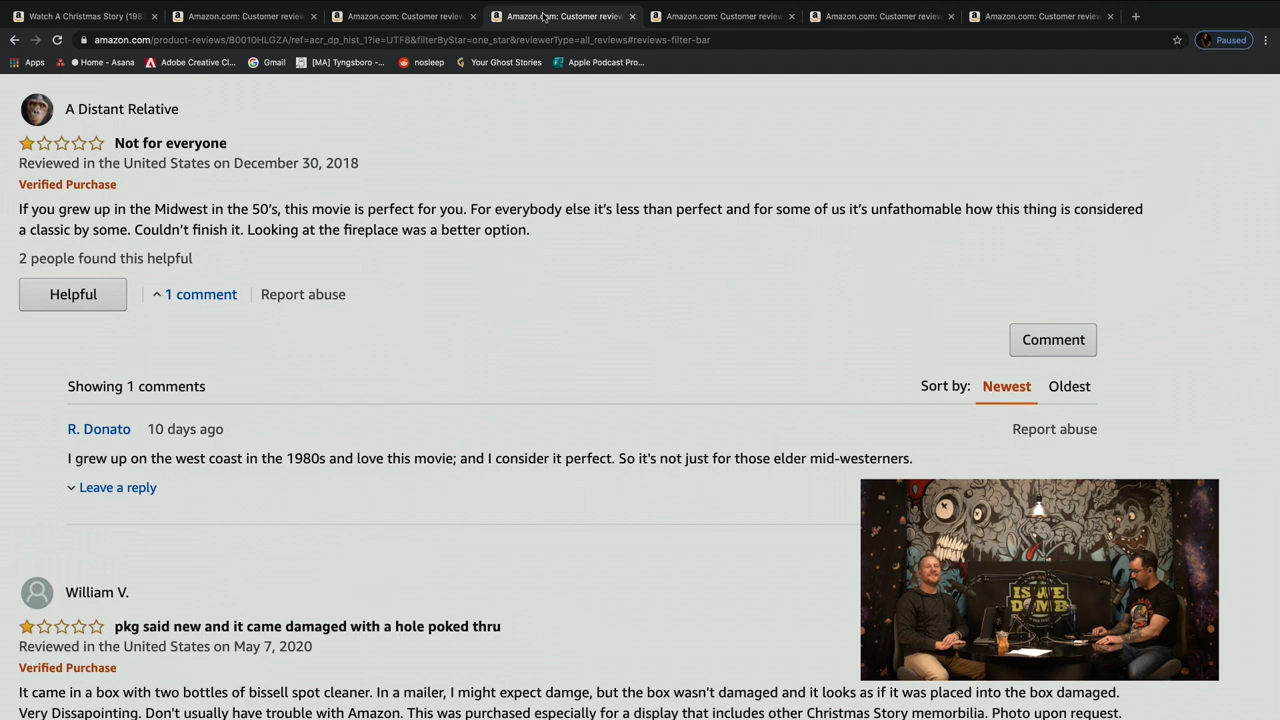 Watch A Christmas Story (198
Amazon.com: Customer review
Amazon.com: Customer review
Amazon.com: Customer review
Amazon.com: Customer review
Amazon.com: Customer review
Amazon.com: Customer review
amazon.com/product-reviews/B0010HLGZA/ref=acr_dp_hist_1?ie=UTF8&filterByStar=one_star&reviewerType=all_reviews#reviews-filter-bar
Paused
Apps
Home - Asana
Adobe Creative Cl...
Gmail
[MA] Tyngsboro -...
nosleep
Your Ghost Stories
Apple Podcast Pro...
A Distant Relative
Not for everyone
Reviewed in the United States on December 30, 2018
Verified Purchase
If you grew up in the Midwest in the 50's, this movie is perfect for you. For everybody else it's less than perfect and for some of us it's unfathomable how this thing is considered
a classic by some. Couldn't finish it. Looking at the fireplace was a better option.
2 people found this helpful
Helpful
1 comment
Report abuse
Comment
Showing 1 comments
Sort by: Newest Oldest
R. Donato 10 days ago
Report abuse
I grew up on the west coast in the 1980s and love this movie; and I consider it perfect. So it's not just for those elder mid-westerners.
Leave a reply
William V.
pkg said new and it came damaged with a hole poked thru
Reviewed in the United States on May 7, 2020
Verified Purchase
It came in a box with two bottles of bissell spot cleaner. In a mailer, I might expect damge, but the box wasn't damaged and it looks as if it was placed into the box damaged.
Very Dissapointing. Don't usually have trouble with Amazon. This was purchased especially for a display that includes other Christmas Story memorbilia. Photo upon request.